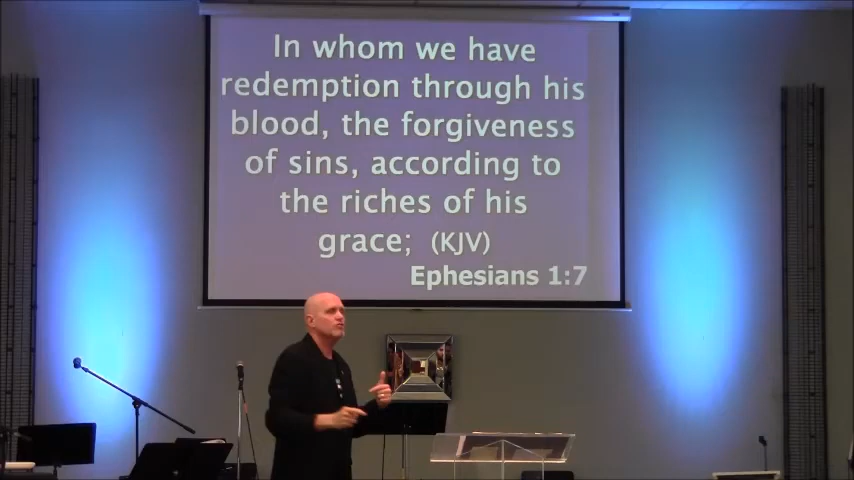 In whom we have
redemption through his
blood, the forgiveness
of sins, according to
the riches of his
grace; (KJV)
Ephesians 1:7